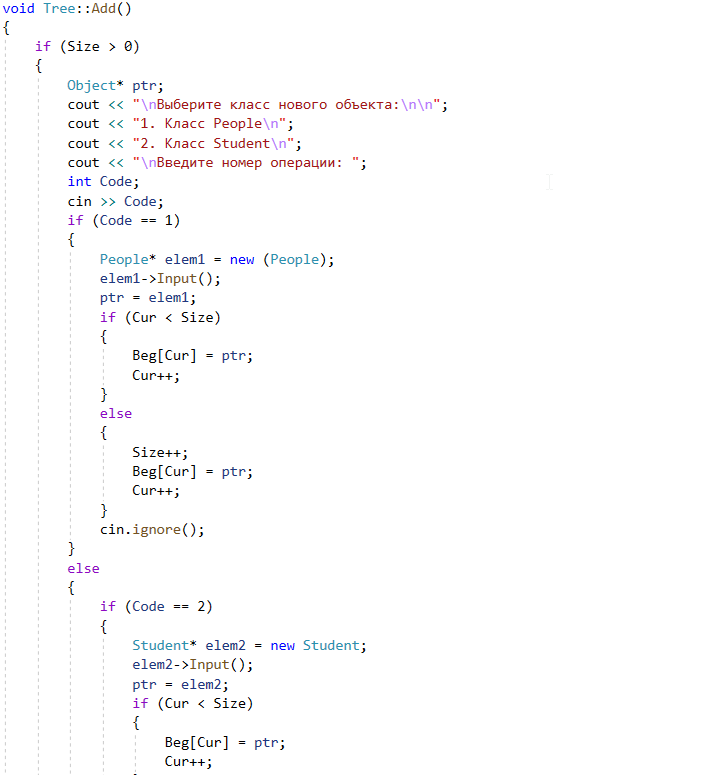 void Tree::Add()
{
if (Size > 0)
{
Object* ptr;
cout << "\nВыберите класс нового объекта:\n\n";
cout << "1. Класс People\n";
cout << "2. Класс Student\n";
cout << "\nВведите номер операции: ";
int Code;
cin >> Code;
if (Code == 1)
{
People* elem1 = new (People);
elem1->Input();
ptr = elem1;
if (Cur < Size)
{
Beg[Cur] = ptr;
Cur++;
}
else
{
Size++;
Beg[Cur] = ptr;
Cur++;
}
cin.ignore();
}
else
{
if (Code == 2)
{
Student* elem2 = new Student;
elem2->Input();
ptr = elem2;
if (Cur < Size)
{
Beg[Cur] = ptr;
Cur++;